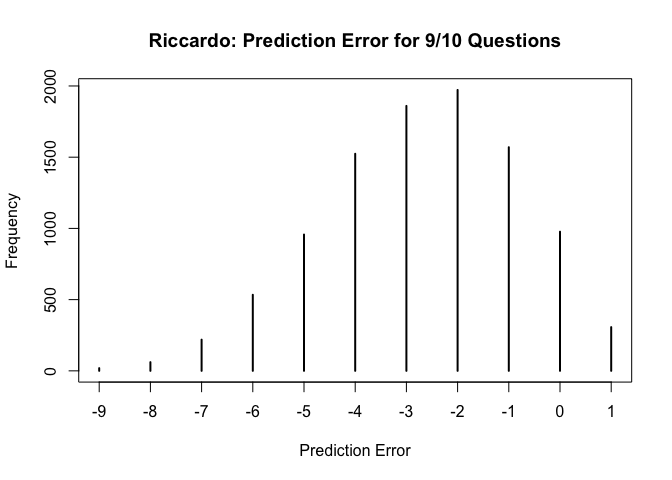 Riccardo: Prediction Error for 9/10 Questions
Frequency
2000
1500
1000
500
0
-9 -8 -7 -6 -5 -4 -3 -2 -1 0 1
Prediction Error